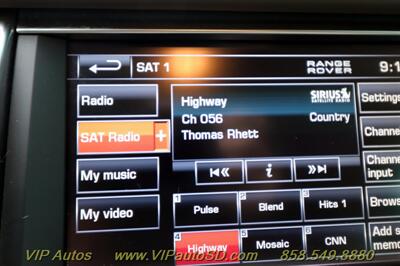 SAT 1
RANGE ROVER
9:1
Radio
SAT Radio +
My music
My video
Highway
Ch 056
Thomas Rhett
SIRIUS
SATELLITE RADIO
Country
Settings
Channel
Channel input
Brows
Add s
memor
i
1 Pulse
2 Blend
3 Hits 1
4 Highway
5 Mosaic
6 CNN
VIP Autos
www.VIPautoSD.com
858.549.8880